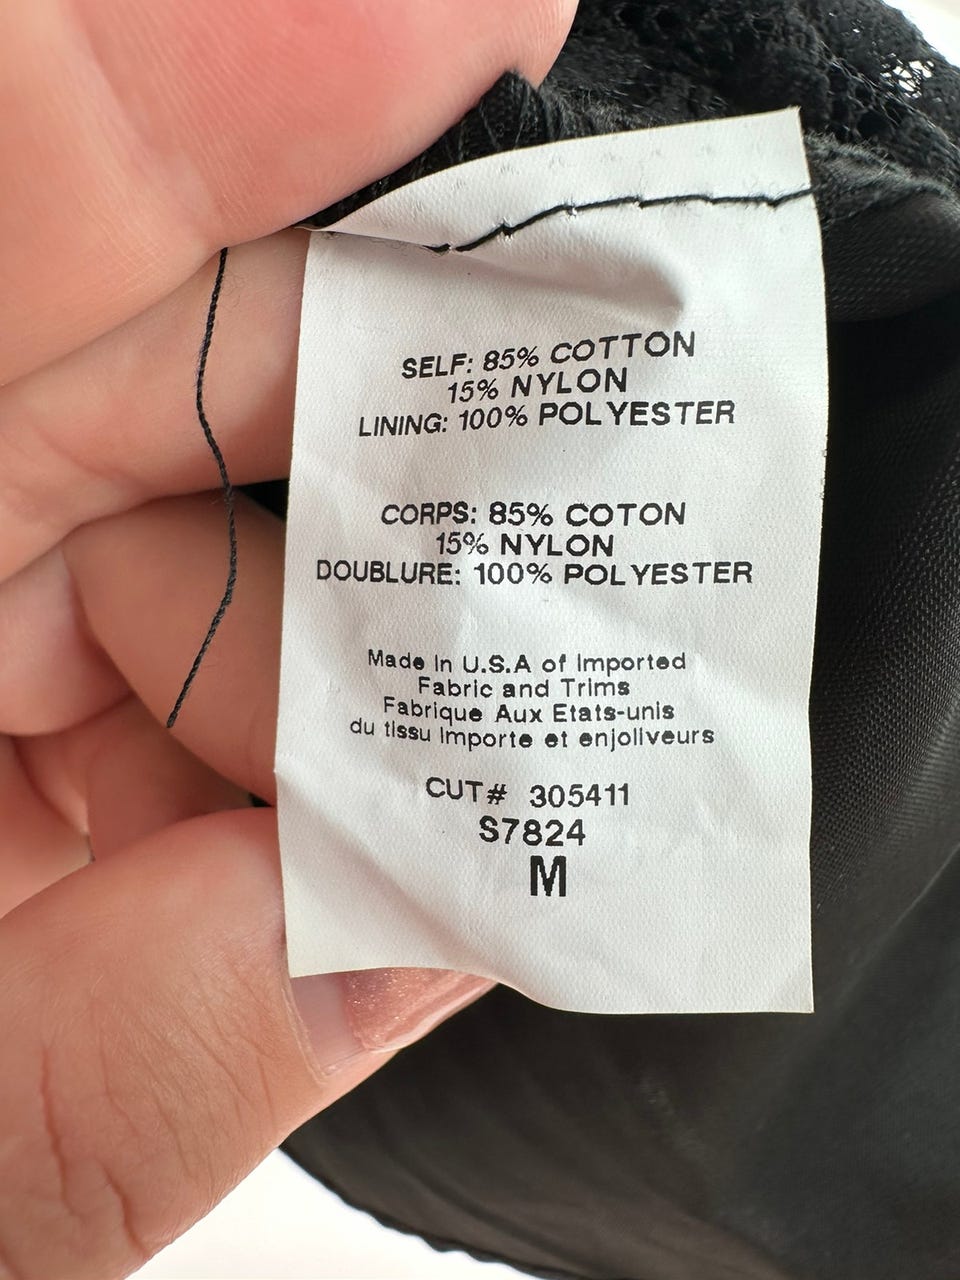 SELF: 85% COTTON
15% NYLON
LINING: 100% POLYESTER
CORPS: 85% COTON
15% NYLON
DOUBLURE: 100% POLYESTER
Made In U.S.A of Imported
Fabric and Trims
Fabrique Aux Etats-unis
du tissu Importe et enjoliveurs
CUT# 305411
S7824
M